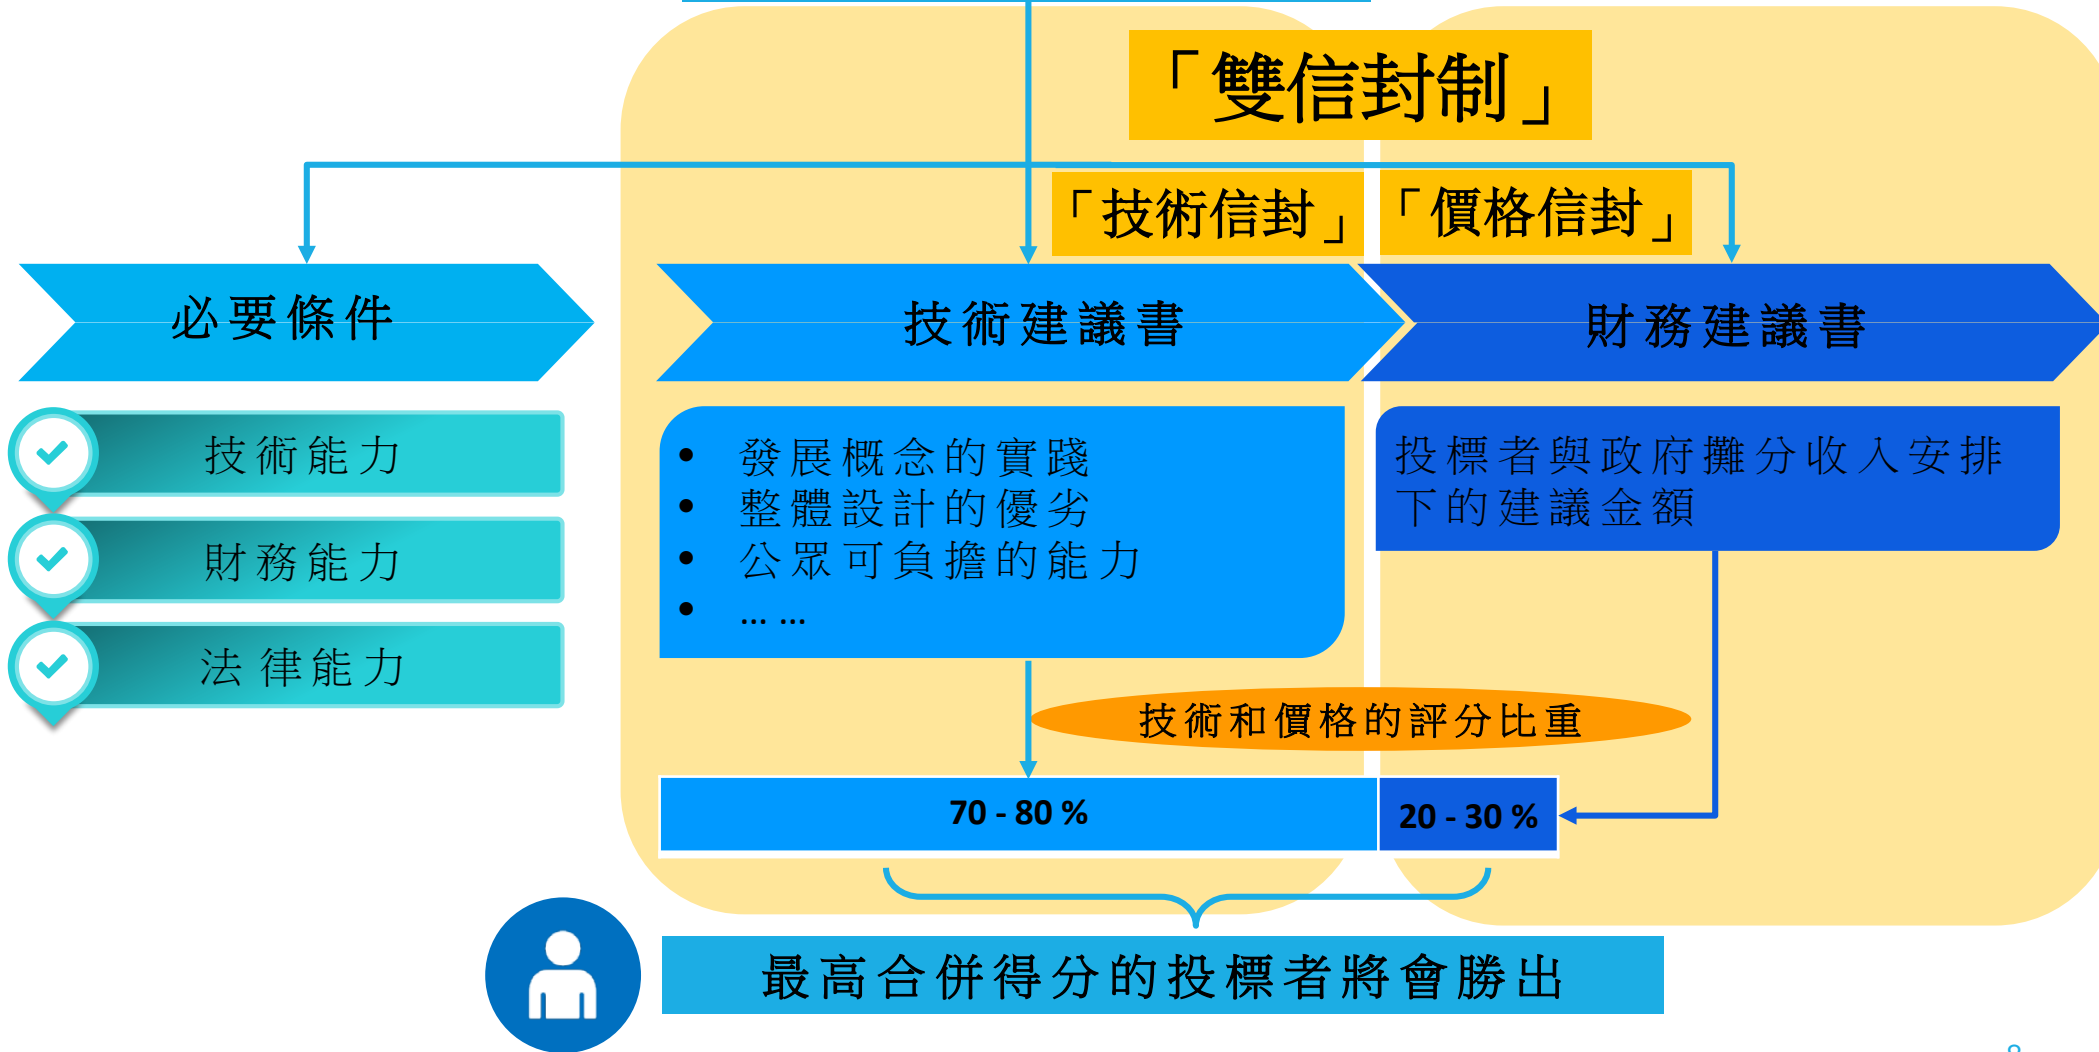 「雙信封制」
「技術信封」
「價格信封」
必要條件
技術建議書
財務建議書
技術能力
財務能力
法律能力
• 發展概念的實踐
• 整體設計的優劣
• 公眾可負擔的能力
• ... ...
投標者與政府攤分收入安排
下的建議金額
技術和價格的評分比重
70 - 80 %
20 - 30 %
最高合併得分的投標者將會勝出